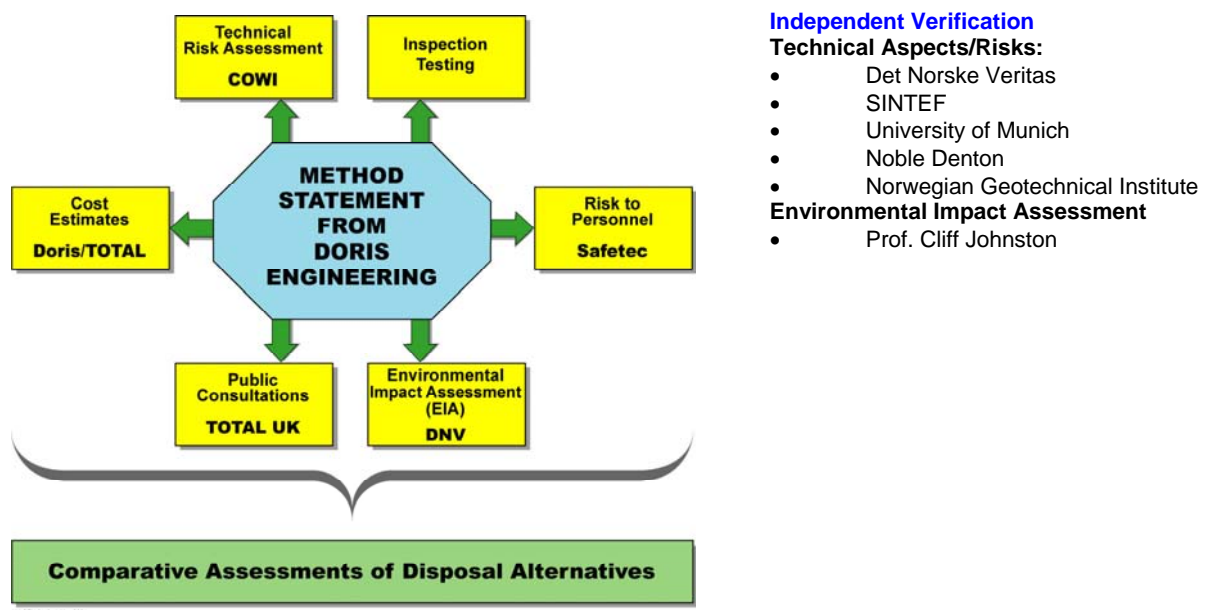 Technical
Risk Assessment
COWI
Inspection
Testing
Cost
Estimates
Doris/TOTAL
METHOD
STATEMENT
FROM
DORIS
ENGINEERING
Risk to
Personnel
Safetec
Public
Consultations
TOTAL UK
Environmental
Impact Assessment
(EIA)
DNV
Comparative Assessments of Disposal Alternatives
Independent Verification
Technical Aspects/Risks:
• Det Norske Veritas
• SINTEF
• University of Munich
• Noble Denton
• Norwegian Geotechnical Institute
Environmental Impact Assessment
• Prof. Cliff Johnston